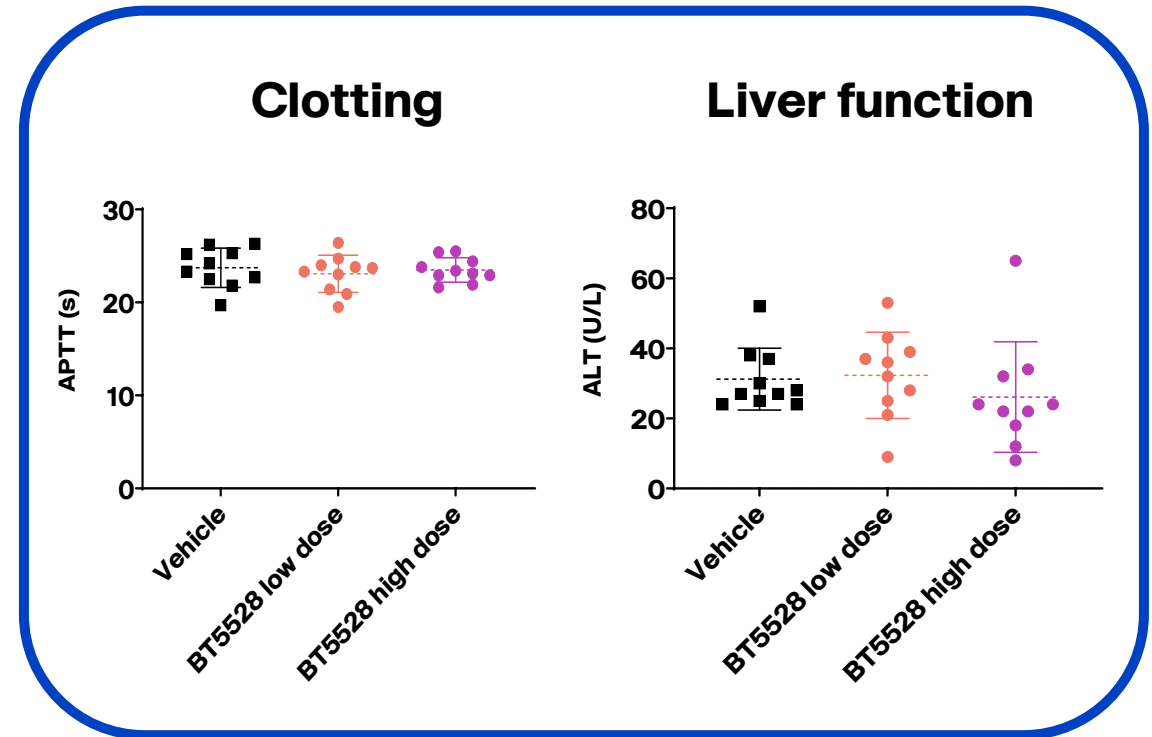 Clotting
APTT (s)
30
20
10
0
Vehicle
BT5528 low dose
BT5528 high dose
Liver function
ALT (U/L)
80
60
40
20
0
Vehicle
BT5528 low dose
BT5528 high dose